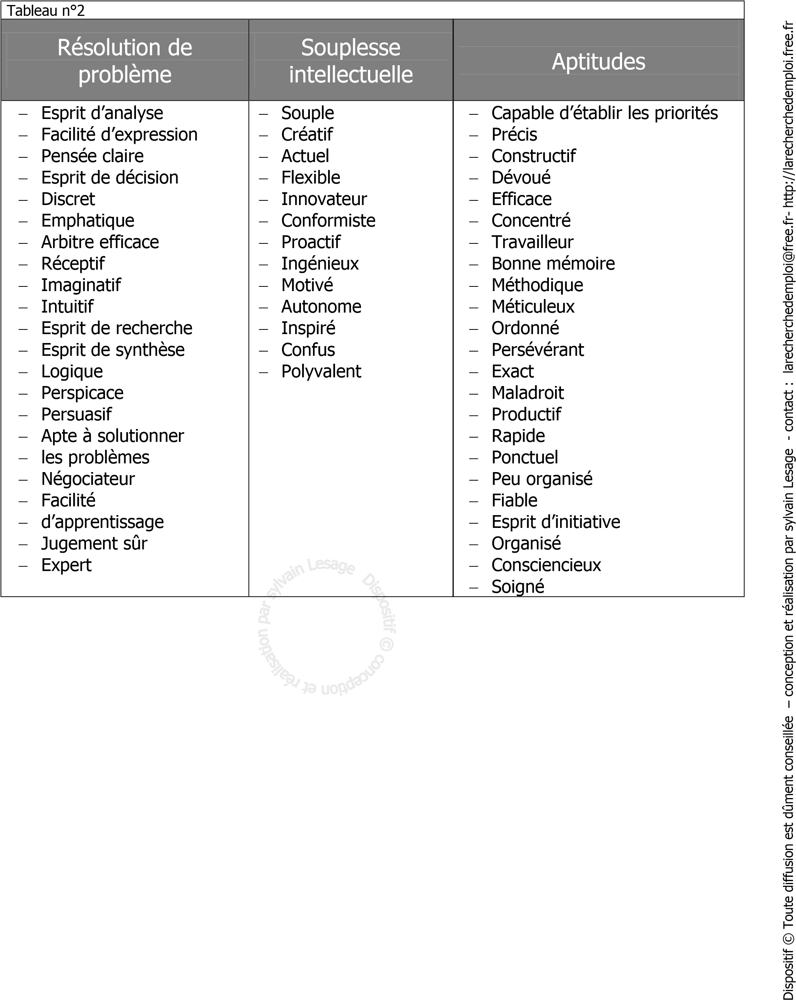 Tableau n°2
Résolution de
problème
– Esprit d’analyse
– Facilité d’expression
– Pensée claire
– Esprit de décision
– Discret
– Emphatique
– Arbitre efficace
– Réceptif
– Imaginatif
– Intuitif
– Esprit de recherche
– Esprit de synthèse
– Logique
– Perspicace
– Persuasif
– Apte à solutionner
– les problèmes
– Négociateur
– Facilité
– d’apprentissage
– Jugement sûr
– Expert
Souplesse
intellectuelle
– Souple
– Créatif
– Actuel
– Flexible
– Innovateur
– Conformiste
– Proactif
– Ingénieux
– Motivé
– Autonome
– Inspiré
– Confus
– Polyvalent
Aptitudes
– Capable d’établir les priorités
– Précis
– Constructif
– Dévoué
– Efficace
– Concentré
– Travailleur
– Bonne mémoire
– Méthodique
– Méticuleux
– Ordonné
– Persévérant
– Exact
– Maladroit
– Productif
– Rapide
– Ponctuel
– Peu organisé
– Fiable
– Esprit d’initiative
– Organisé
– Consciencieux
– Soigné
Dispositif © conception et réalisation par sylvain Lesage
Dispositif © Toute diffusion est dûment conseillée – conception et réalisation par sylvain Lesage - contact : larecherchedemploi@free.fr- http://larecherchedemploi.free.fr